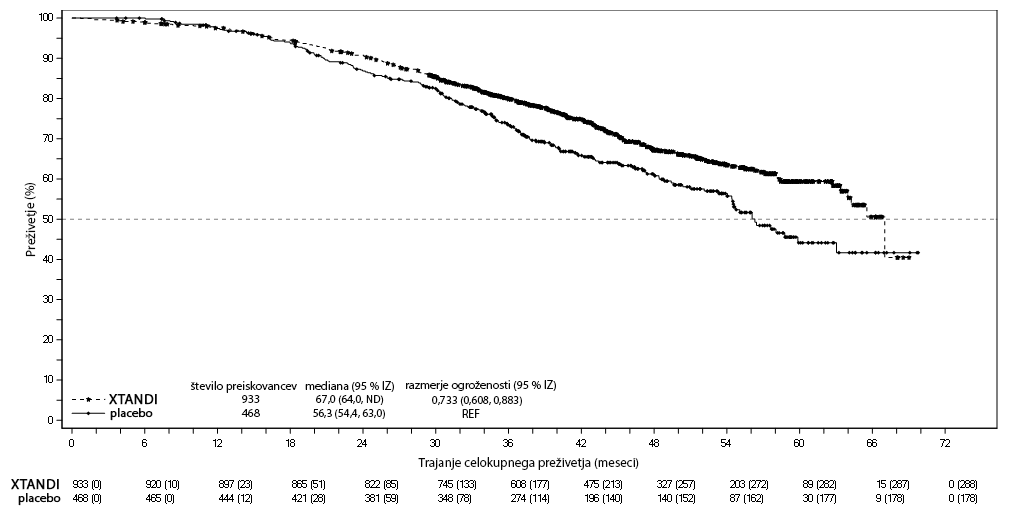 100
90
80
70
60
50
40
30
20
10
0
Preživetje (%)
število preiskovancev mediana (95 % IZ) razmerje ogroženosti (95 % IZ)
XTANDI 933 67,0 (64,0, ND) 0,733 (0,608, 0,883)
placebo 468 56,3 (54,4, 63,0) REF
0 6 12 18 24 30 36 42 48 54 60 66 72
Trajanje celokupnega preživetja (meseci)
XTANDI 933 (0) 920 (10) 897 (23) 865 (51) 822 (85) 745 (133) 608 (177) 475 (213) 327 (257) 203 (272) 89 (282) 15 (287) 0 (288)
placebo 468 (0) 465 (0) 444 (12) 421 (28) 381 (59) 348 (78) 274 (114) 196 (140) 140 (152) 87 (162) 30 (177) 9 (178) 0 (178)